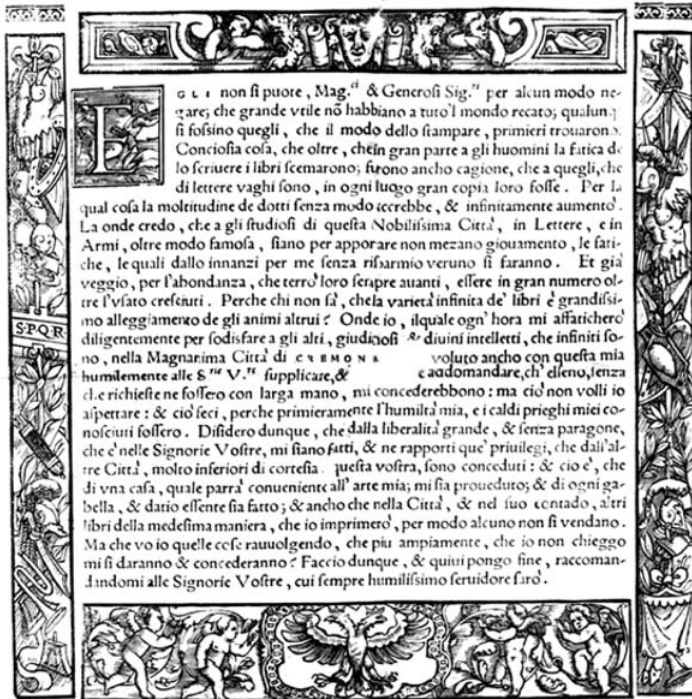 S·P·Q·R
EGLI non ſi puote, Mag.ci & Generoſi Sig.ri per alcun modo ne-
gare; che grande vtile nō habbiano a tuto'l mondo recato; qualunq
ſi foſsino quegli, che il modo dello ſtampare, primieri trouarono.
Concioſia coſa, che oltre, chein gran parte a gli huomini la fatica de
lo ſcriuere i libri ſcemarono; furono ancho cagione, che a quegli, che
di lettere vaghi ſono, in ogni luogo gran copia loro foſſe. Per la
qual coſa la moltitudine de dotti ſenza modo accrebbe, & infinitamente aumentò.
La onde credo, che a gli ſtudioſi di queſta Nobiliſsima Città, in Lettere, e in
Armi, oltre modo famoſa, ſiano per apporare non mezano giouamento, le fati-
che, le quali dallo innanzi per me ſenza riſparmio veruno ſi faranno. Et già
veggio, per l'abondanza, che terrò loro ſempre auanti, eſſere in gran numero ol-
tre l'vſato creſciuti. Perche chi non ſà, chela varietà infinita de' libri è grandiſsi-
mo alleggiamento de gli animi altrui? Onde io, ilquale ogn'hora mi affaticherò
diligentemente per ſodisfare a gli alti, giudicioſi & diuini intelletti, che infiniti ſo-
no, nella Magnanima Città di CREMONA voluto ancho con queſta mia
humilemente alle S.rie V.re ſupplicare, & addomandare, ch'elleno, ſenza
che richieſte ne foſſero con larga mano, mi concederebbono: ma ciò non volli io
aſpettare: & ciò feci, perche primieramente l'humiltà mia, e i caldi prieghi miei co-
noſciuti foſſero. Diſidero dunque, che dalla liberalità grande, & ſenza paragone,
che è nelle Signorie Voſtre, mi ſiano fatti, & ne rapporti que' priuilegi, che dall'al-
tre Città, molto inferiori di corteſia queſta voſtra, ſono conceduti: & ciò è, che
di vna caſa, quale parrà conueniente all'arte mia; mi ſia proueduto; & di ogni ga-
bella, & datio eſſente ſia fatto; & ancho che nella Città, & nel ſuo contado, altri
libri della medeſima maniera, che io imprimerò, per modo alcuno non ſi vendano.
Ma che vo io quelle coſe rauuolgendo, che piu ampiamente, che io non chieggo
mi ſi daranno & concederanno? Faccio dunque, & quiui pongo fine, raccoman-
dandomi alle Signorie Voſtre, cui ſempre humiliſsimo ſeruidore ſarò.